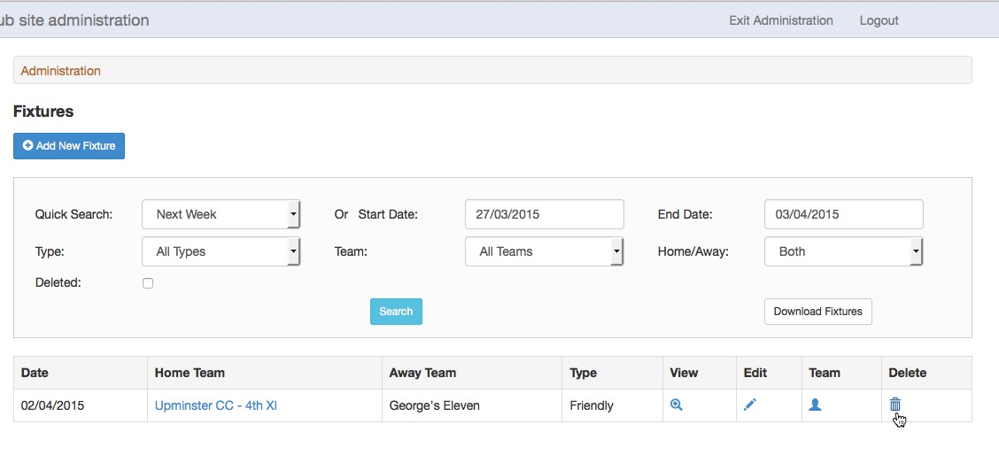 ub site administration Exit Administration Logout
Administration
Fixtures
Add New Fixture
Quick Search: Next Week Or Start Date: 27/03/2015 End Date: 03/04/2015
Type: All Types Team: All Teams Home/Away: Both
Deleted:
Search Download Fixtures
Date Home Team Away Team Type View Edit Team Delete
02/04/2015 Upminster CC - 4th XI George's Eleven Friendly